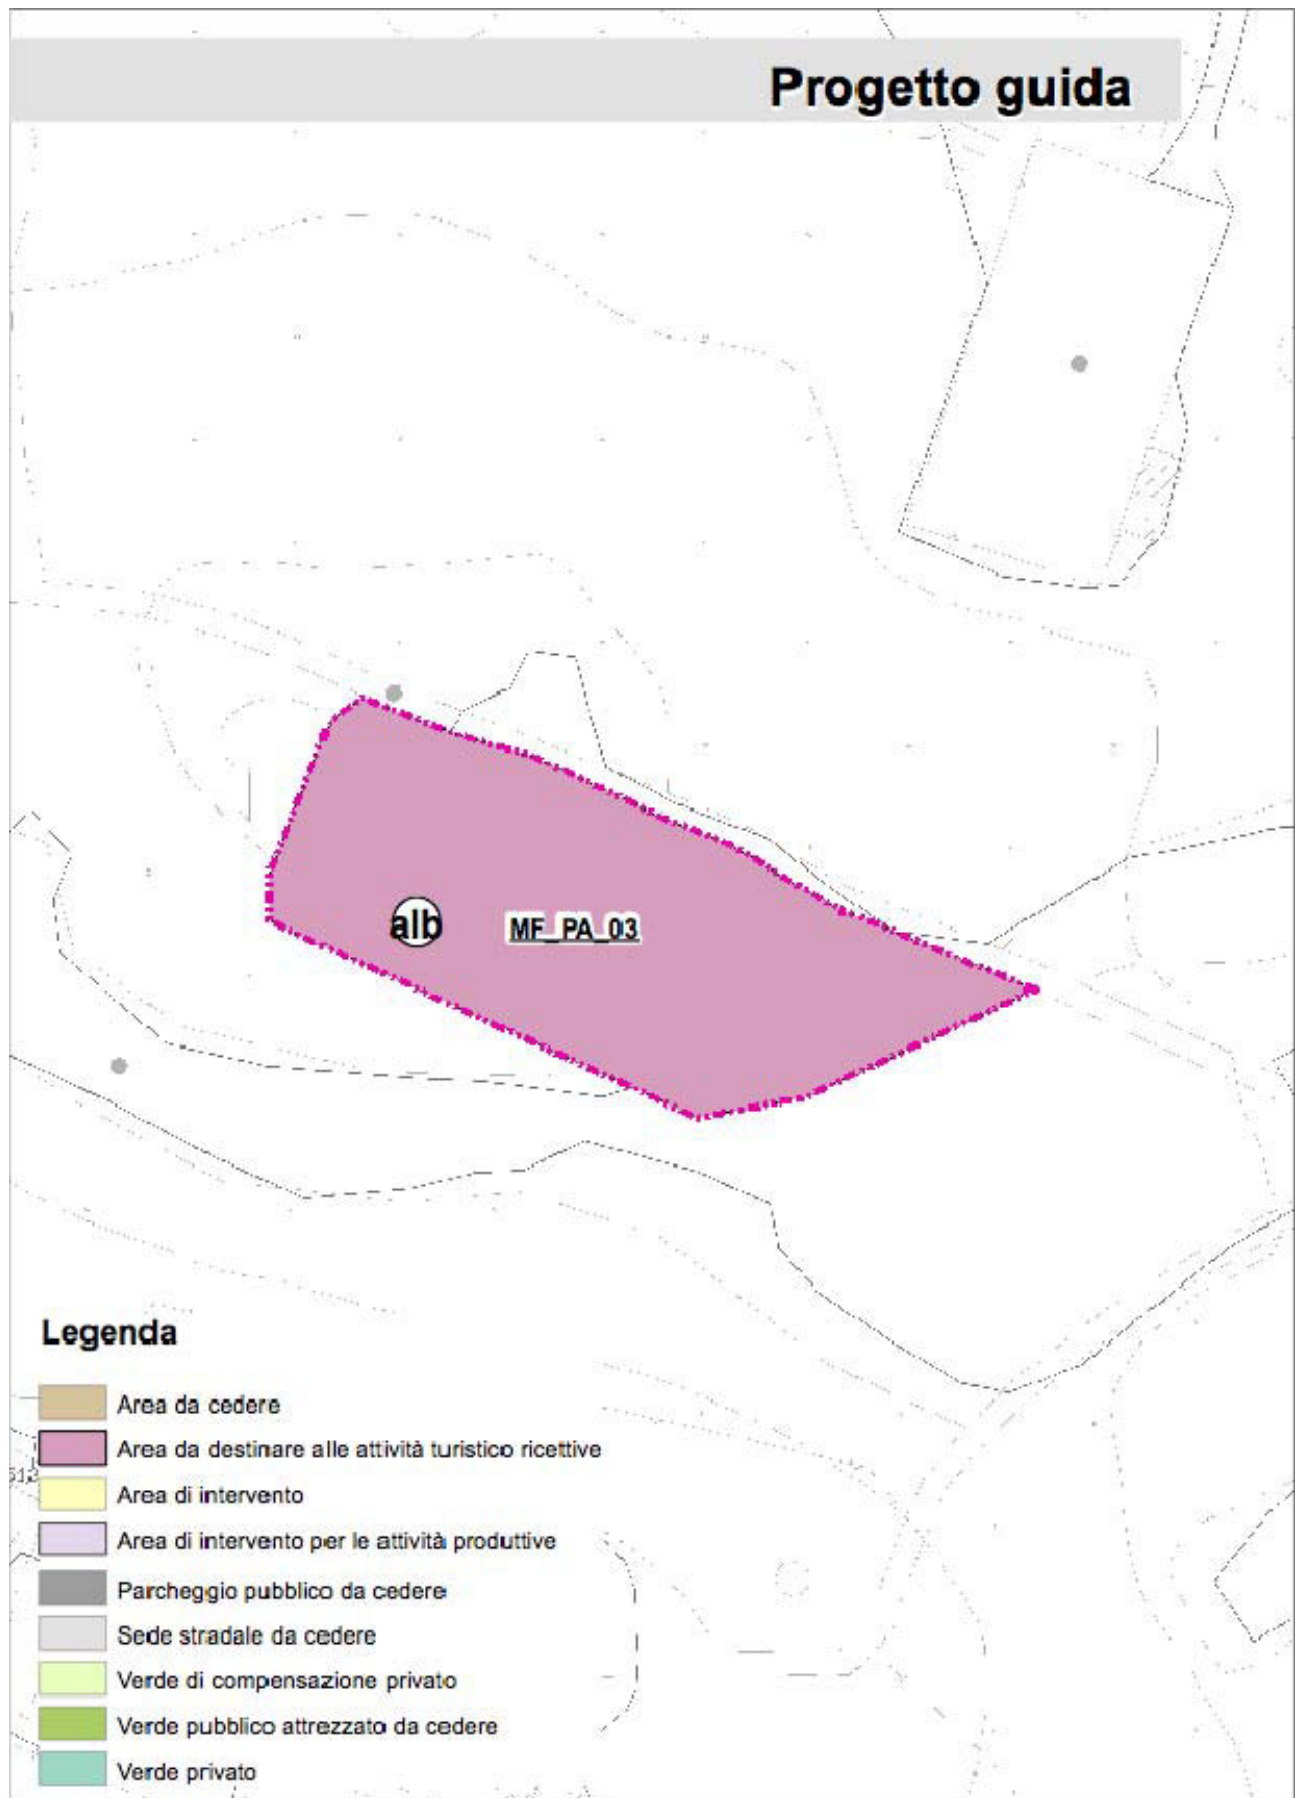 Progetto guida
alb
MF_PA_03
Legenda
Area da cedere
Area da destinare alle attività turistico ricettive
Area di intervento
Area di intervento per le attività produttive
Parcheggio pubblico da cedere
Sede stradale da cedere
Verde di compensazione privato
Verde pubblico attrezzato da cedere
Verde privato